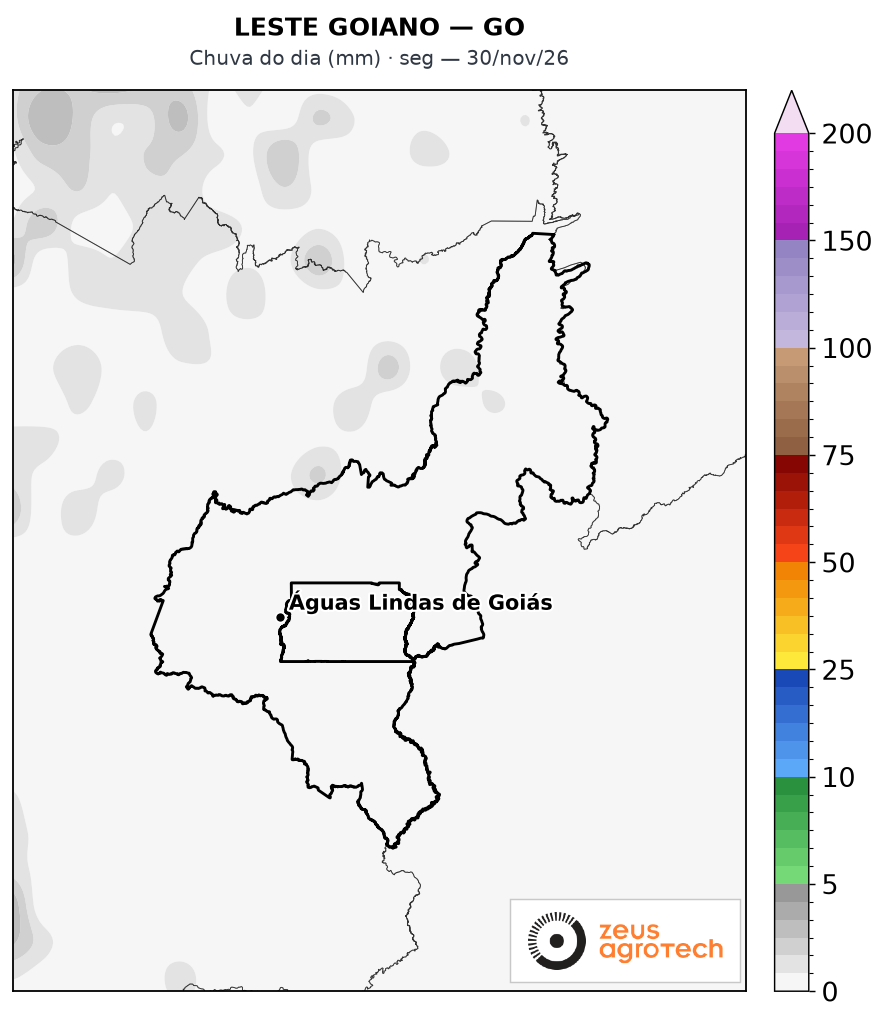 LESTE GOIANO — GO
Chuva do dia (mm) · seg — 30/nov/26
200
150
100
75
50
25
10
5
0
Águas Lindas de Goiás
zeus
agrotech